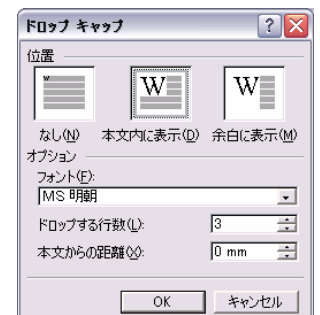 ドロップ キャップ
位置
W
W
W
なし(N) 本文内に表示(D) 余白に表示(M)
オプション
フォント(F):
MS 明朝
ドロップする行数(L): 3
本文からの距離(X): 0 mm
OK キャンセル